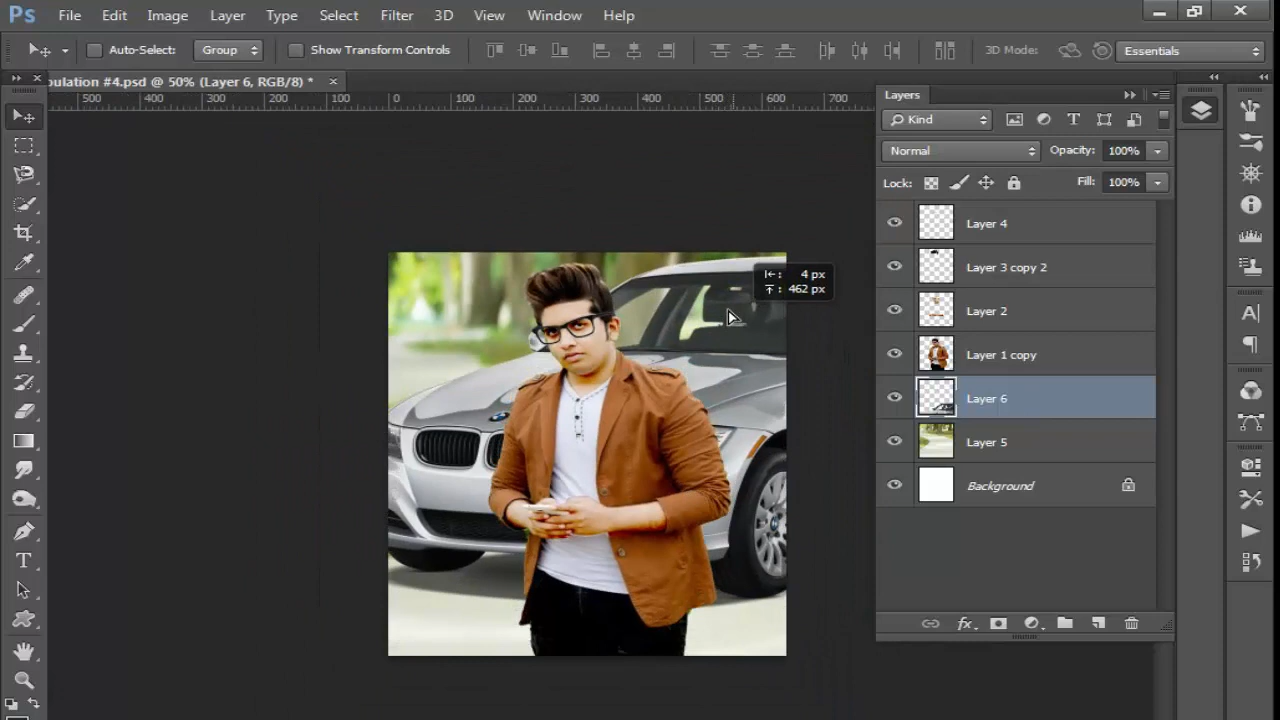 Ps File Edit Image Layer Type Select Filter 3D View Window Help
Auto-Select: Group Show Transform Controls 3D Mode: Essentials
pulation #4.psd @ 50% (Layer 6, RGB/8) * ×
500 400 300 200 100 0 100 200 300 400 500 600 700
Layers
Kind
Normal Opacity: 100%
Lock: Fill: 100%
Layer 4
Layer 3 copy 2
4 px
462 px
Layer 2
Layer 1 copy
Layer 6
Layer 5
Background